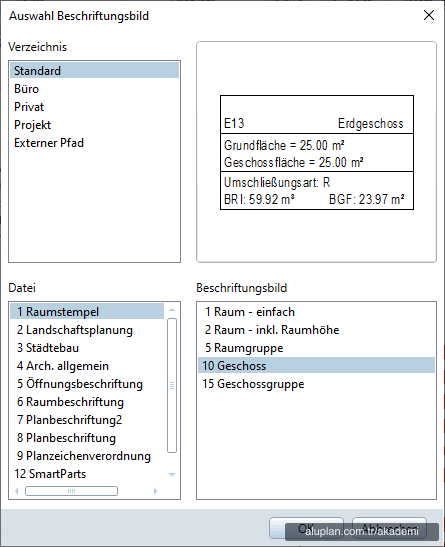 Auswahl Beschriftungsbild
Verzeichnis
Standard
Büro
Privat
Projekt
Externer Pfad
E13 Erdgeschoss
Grundfläche = 25.00 m²
Geschossfläche = 25.00 m²
Umschließungsart: R
BRI: 59.92 m³ BGF: 23.97 m²
Datei
1 Raumstempel
2 Landschaftsplanung
3 Städtebau
4 Arch. allgemein
5 Öffnungsbeschriftung
6 Raumbeschriftung
7 Planbeschriftung2
8 Planbeschriftung
9 Planzeichenverordnung
12 SmartParts
Beschriftungsbild
1 Raum - einfach
2 Raum - inkl. Raumhöhe
5 Raumgruppe
10 Geschoss
15 Geschossgruppe
OK Abbrechen
aluplan.com.tr/akademi